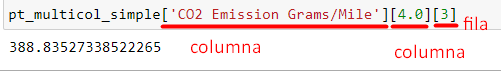 pt_multicol_simple['CO2 Emission Grams/Mile'][4.0][3] fila
388.83527338522265 columna columna